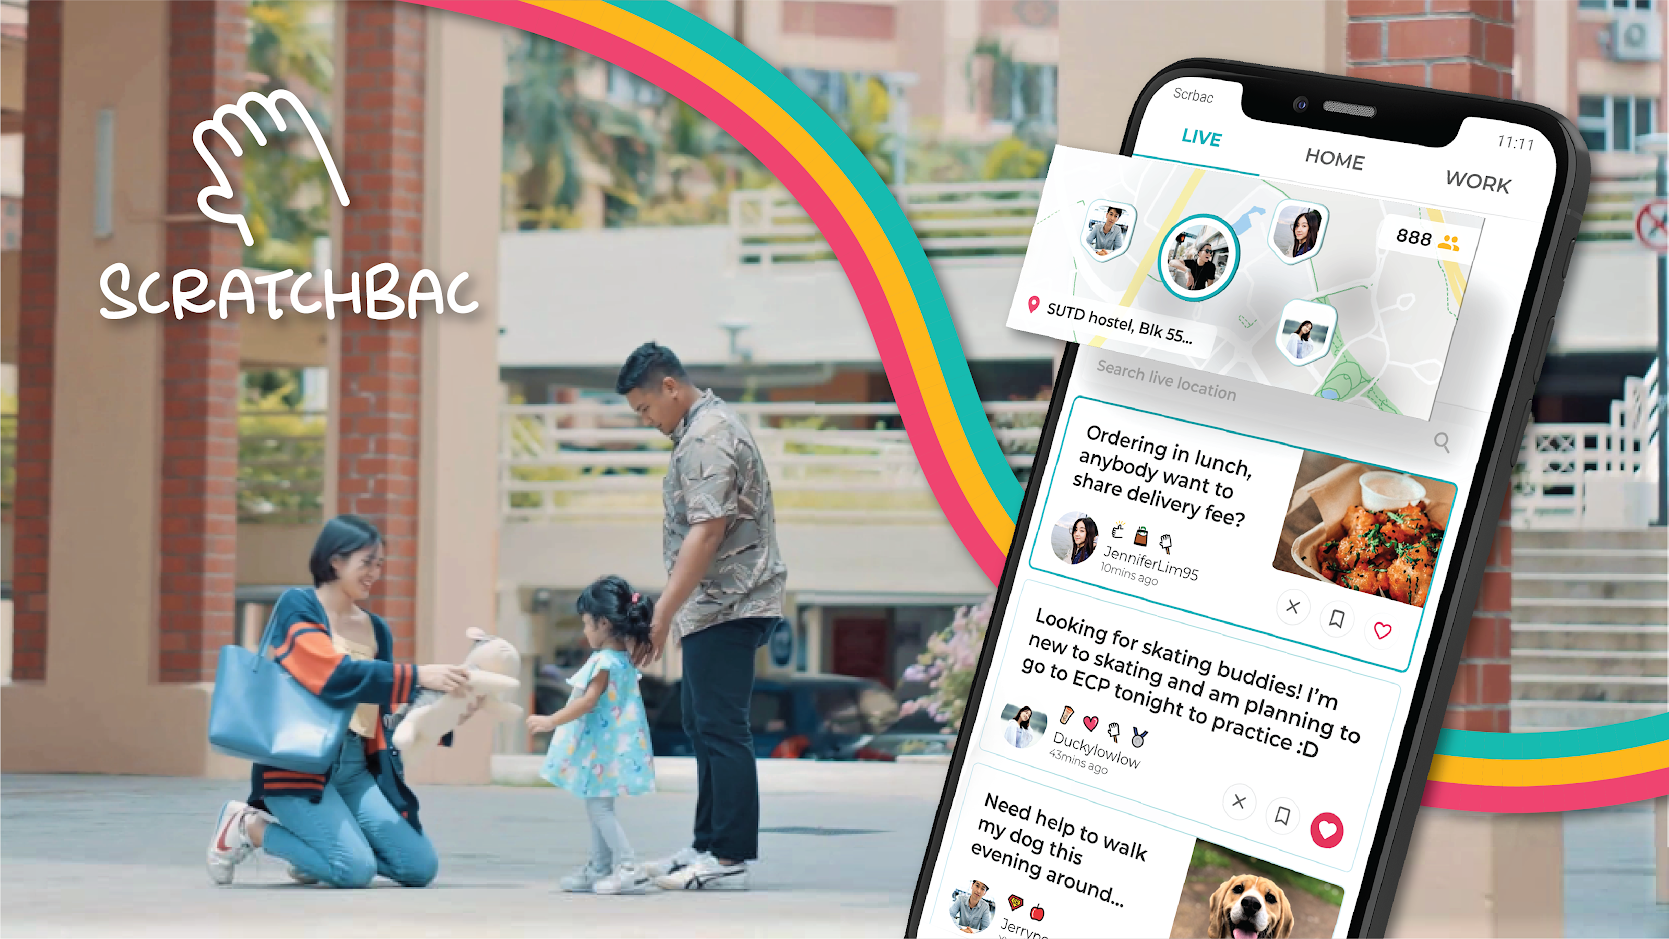 SCRATCHBAC
Scrbac
11:11
LIVE
HOME
WORK
888
SUTD hostel, Blk 55...
Search live location
Ordering in lunch,
anybody want to
share delivery fee?
JenniferLim95
10mins ago
Looking for skating buddies! I'm
new to skating and am planning to
go to ECP tonight to practice :D
Duckylowlow
43mins ago
Need help to walk
my dog this
evening around...